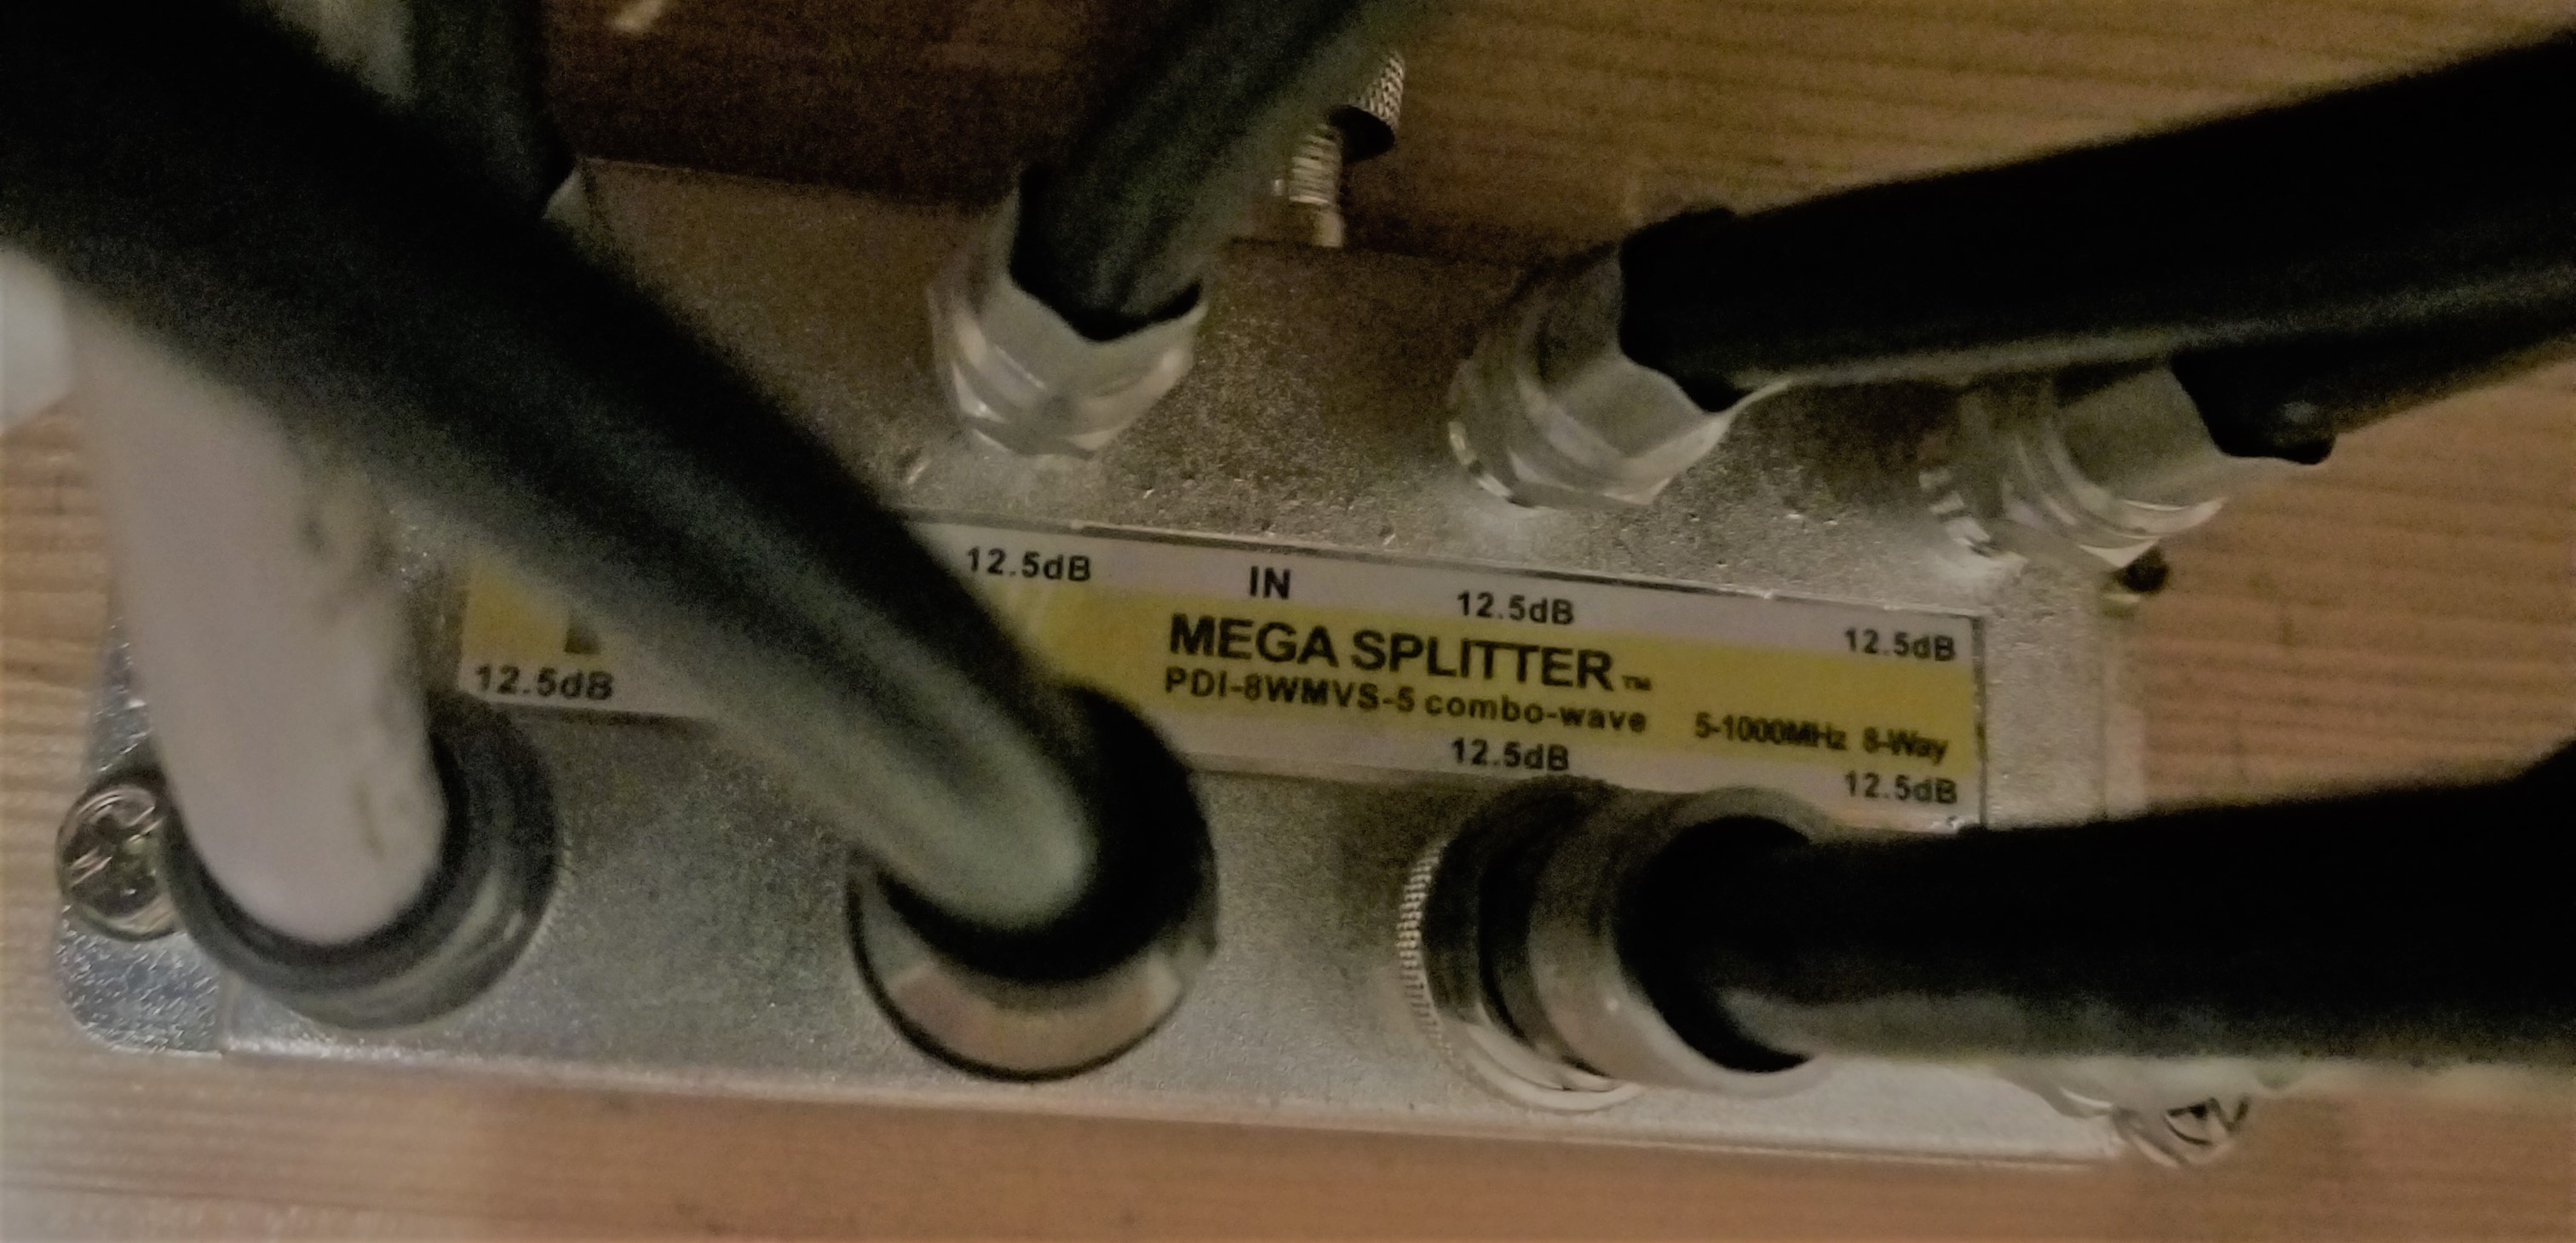 12.5dB IN 12.5dB 12.5dB
MEGA SPLITTER™
PDI-8WMVS-5 combo-wave 5-1000MHz 8-Way
12.5dB 12.5dB 12.5dB